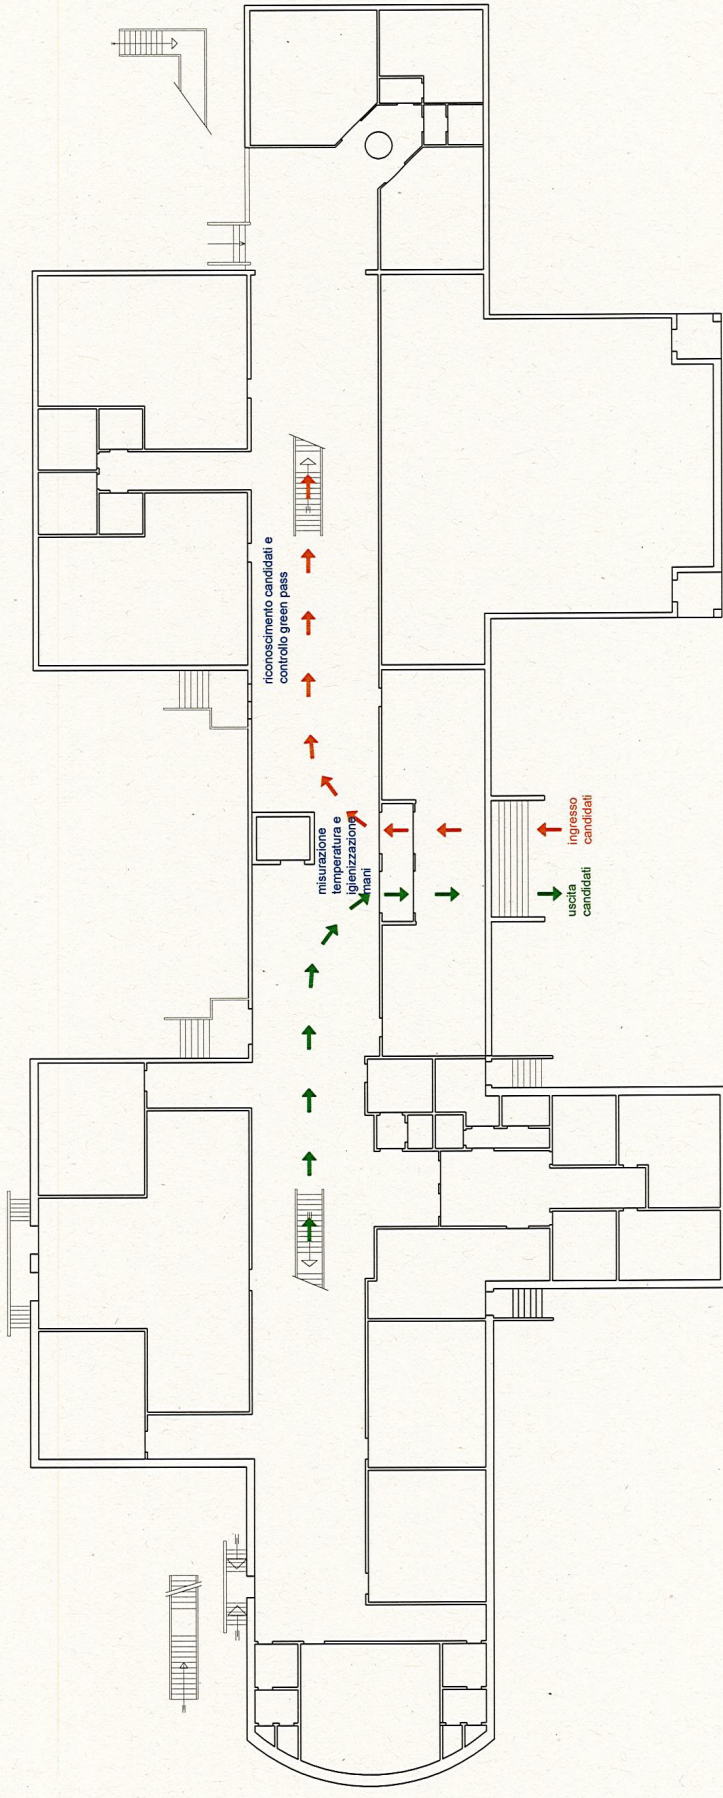 riconoscimento candidati e
controllo green pass
misurazione
temperatura e
igienizzazione
mani
ingresso
candidati
uscita
candidati